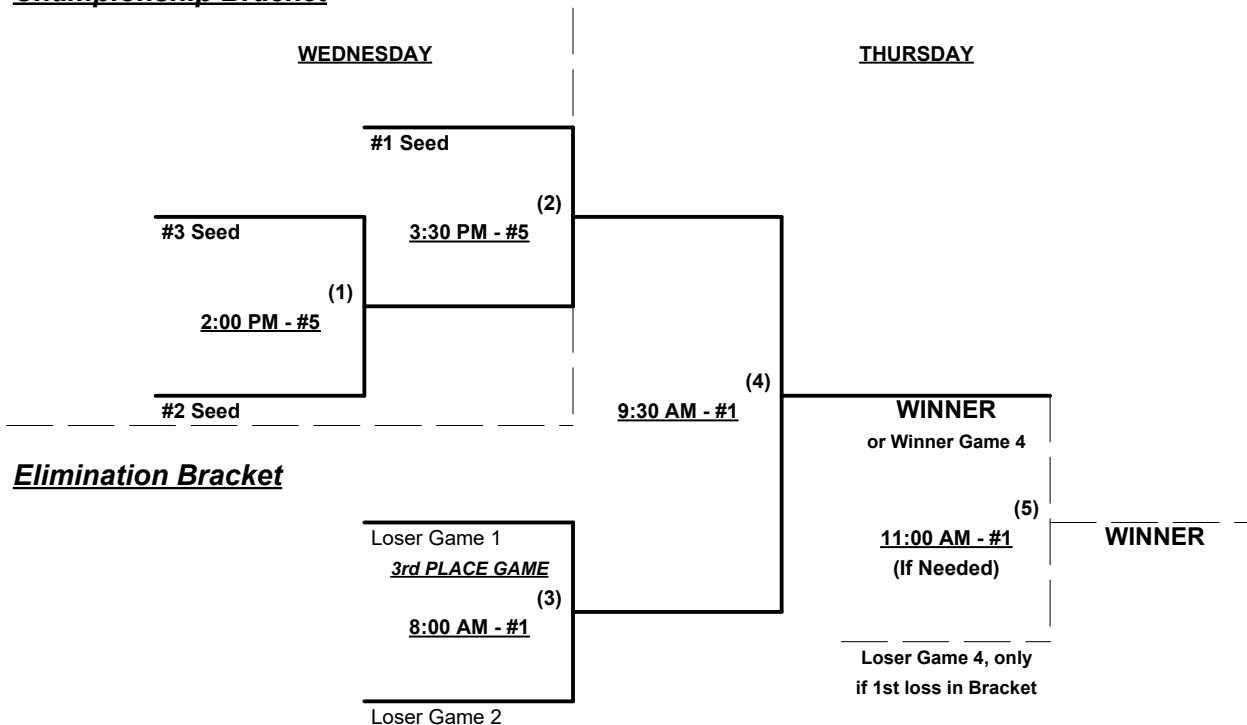 Championship Bracket
WEDNESDAY
THURSDAY
#1 Seed
(2)
#3 Seed
3:30 PM - #5
(1)
2:00 PM - #5
(4)
#2 Seed
9:30 AM - #1
WINNER
or Winner Game 4
Elimination Bracket
(5)
Loser Game 1
11:00 AM - #1
WINNER
3rd PLACE GAME
(If Needed)
(3)
8:00 AM - #1
Loser Game 4, only
if 1st loss in Bracket
Loser Game 2